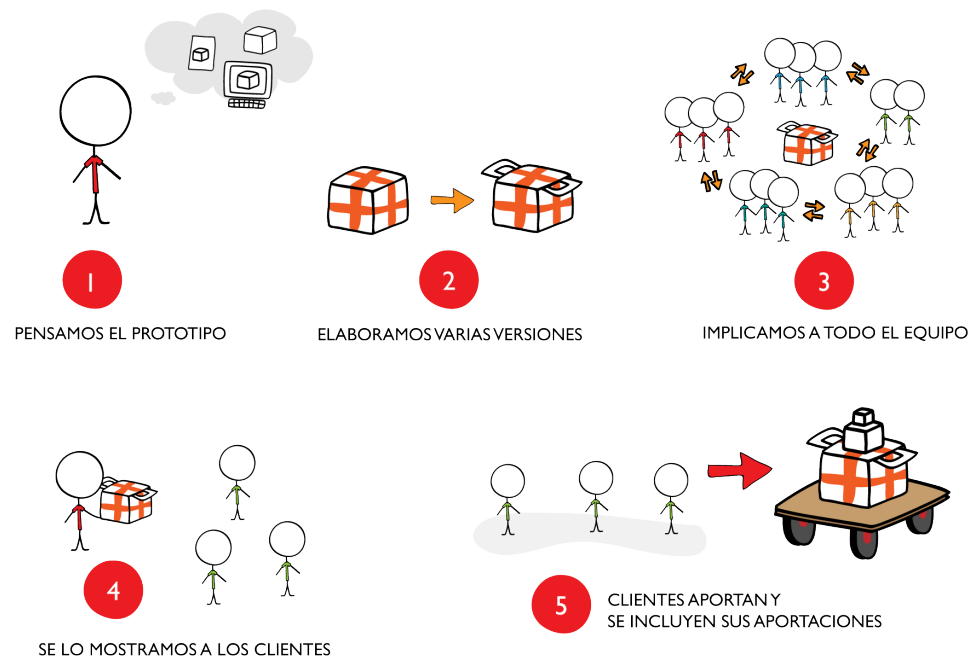 1
PENSAMOS EL PROTOTIPO
2
ELABORAMOS VARIAS VERSIONES
3
IMPLICAMOS A TODO EL EQUIPO
4
SE LO MOSTRAMOS A LOS CLIENTES
5
CLIENTES APORTAN Y
SE INCLUYEN SUS APORTACIONES